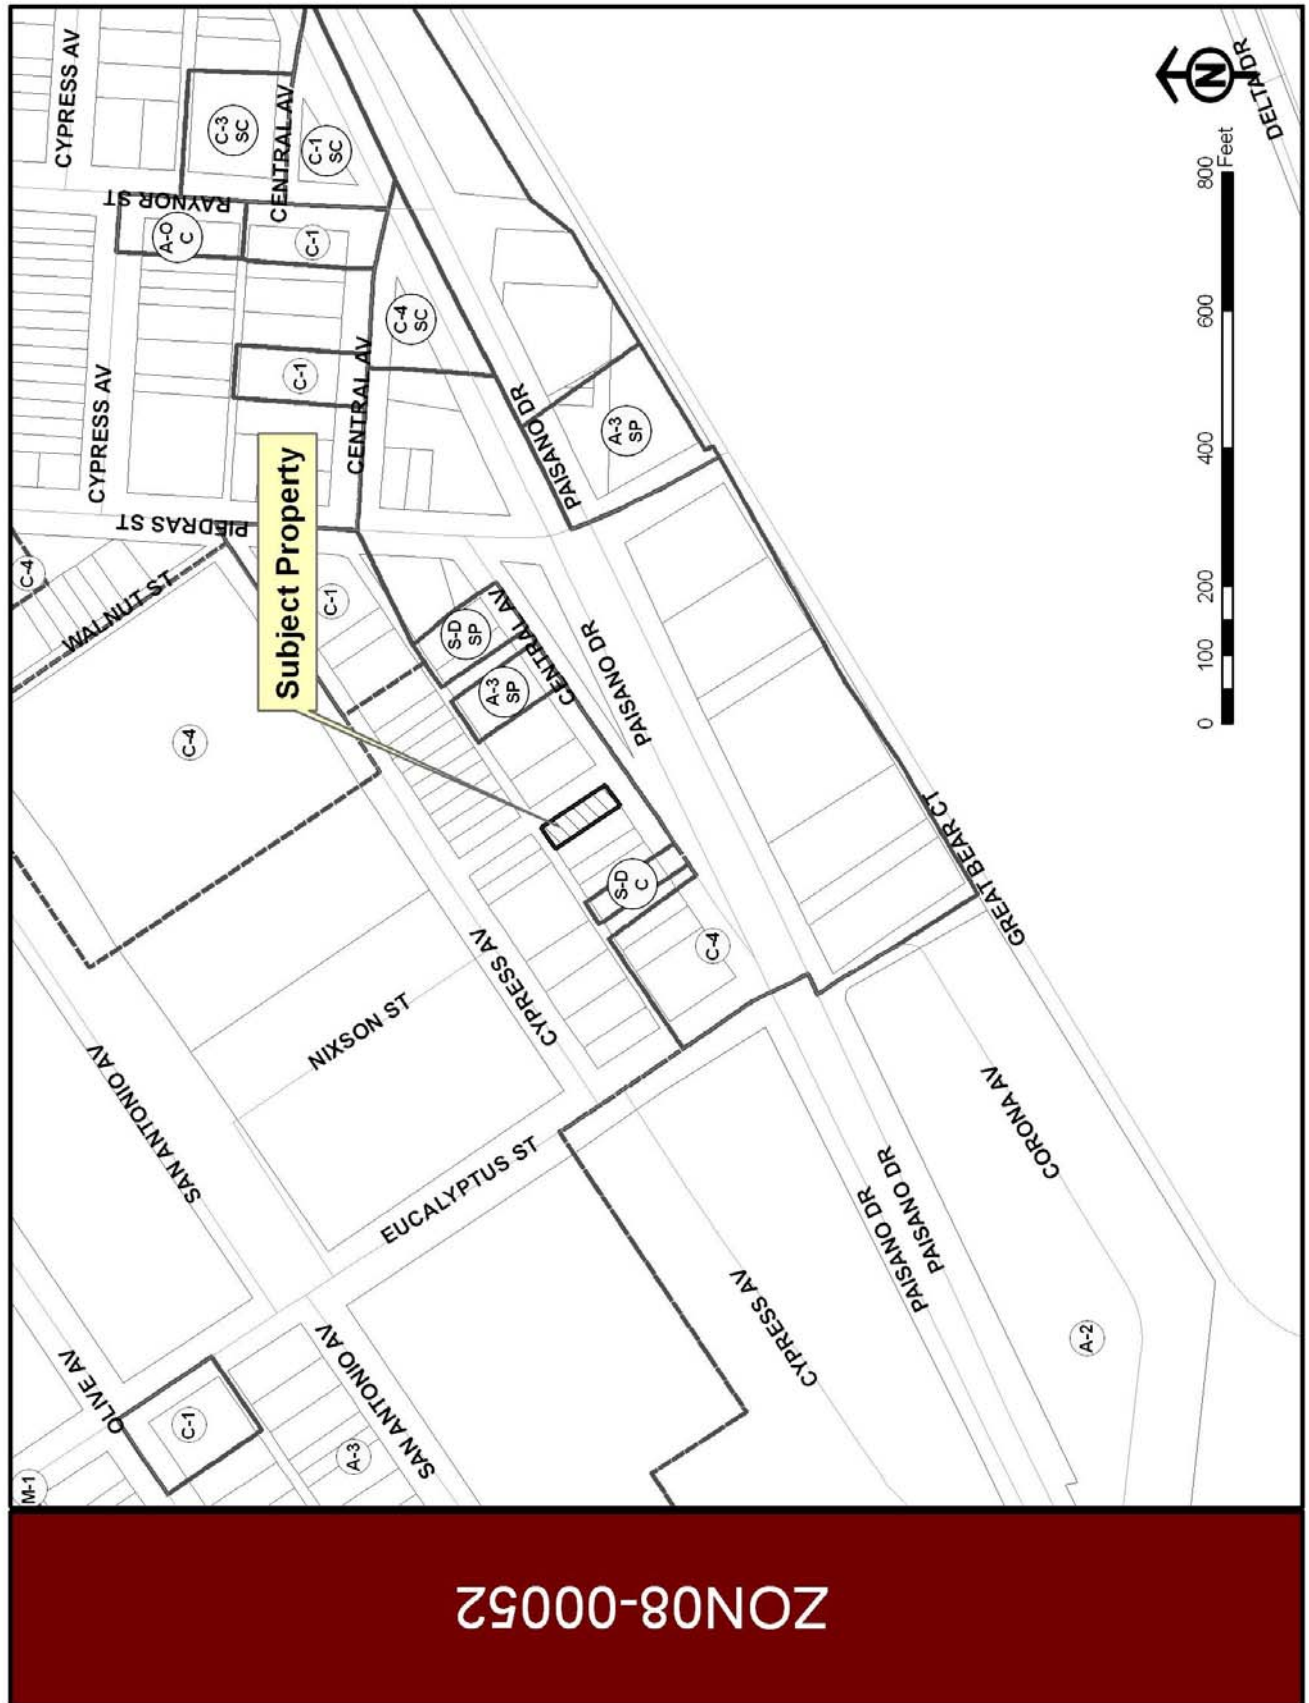 ZON08-00052
Subject Property
M-1
OLIVE AV
C-1
A-3
SAN ANTONIO AV
SAN ANTONIO AV
EUCALYPTUS ST
NIXSON ST
CYPRESS AV
CYPRESS AV
PAISANO DR
PAISANO DR
A-2
CORONA AV
GREAT BEAR CT
C-4
S-D
C
C-4
WALNUT ST
C-4
C-1
A-3
SP
S-D
SP
CENTRAL AV
PAISANO DR
PIEDRAS ST
CYPRESS AV
CENTRAL AV
C-1
PAISANO DR
A-3
SP
C-4
SC
A-O
C
C-1
RAYNOR ST
CENTRAL AV
CYPRESS AV
C-3
SC
C-1
SC
DELTA DR
N
0 100 200 400 600 800
Feet